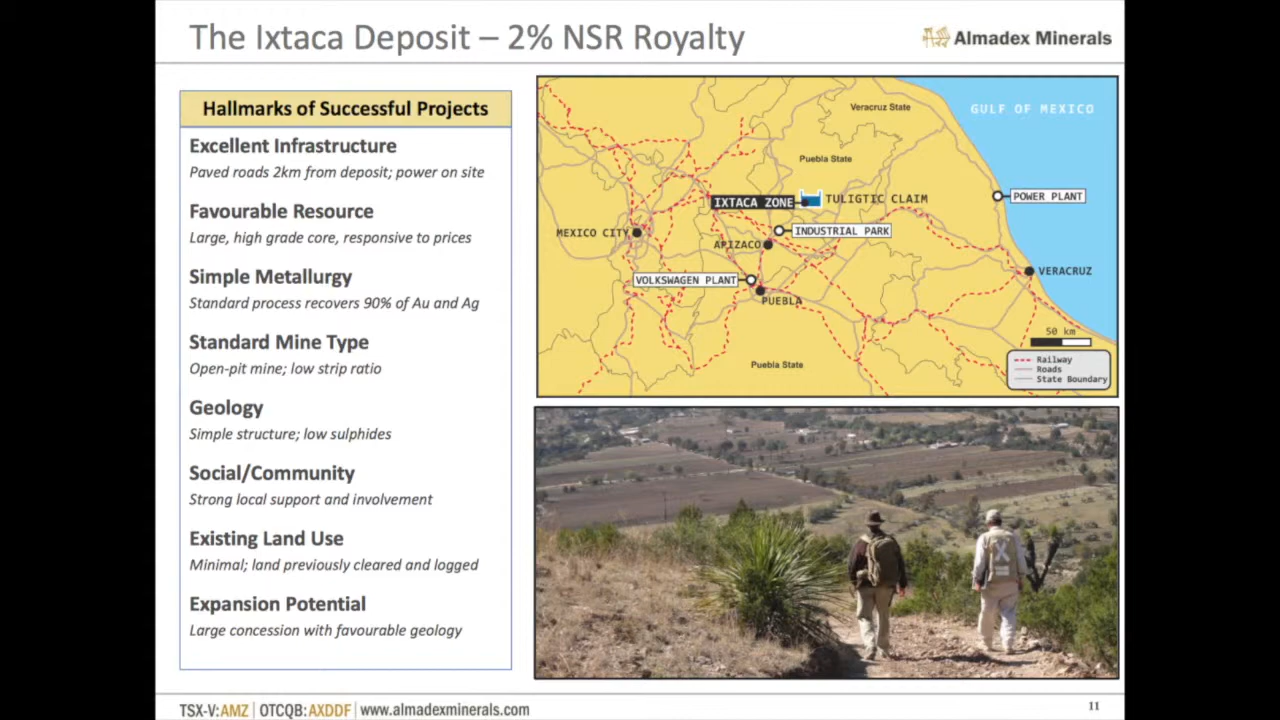 The Ixtaca Deposit – 2% NSR Royalty
Almadex Minerals
Hallmarks of Successful Projects
Excellent Infrastructure
Paved roads 2km from deposit; power on site
Favourable Resource
Large, high grade core, responsive to prices
Simple Metallurgy
Standard process recovers 90% of Au and Ag
Standard Mine Type
Open-pit mine; low strip ratio
Geology
Simple structure; low sulphides
Social/Community
Strong local support and involvement
Existing Land Use
Minimal; land previously cleared and logged
Expansion Potential
Large concession with favourable geology
Veracruz State
GULF OF MEXICO
Puebla State
IXTACA ZONE
TULIGTIC CLAIM
POWER PLANT
MEXICO CITY
INDUSTRIAL PARK
APIZACO
VOLKSWAGEN PLANT
VERACRUZ
PUEBLA
50 km
Puebla State
Railway
Roads
State Boundary
TSX-V:AMZ | OTCQB:AXDDF | www.almadexminerals.com
11